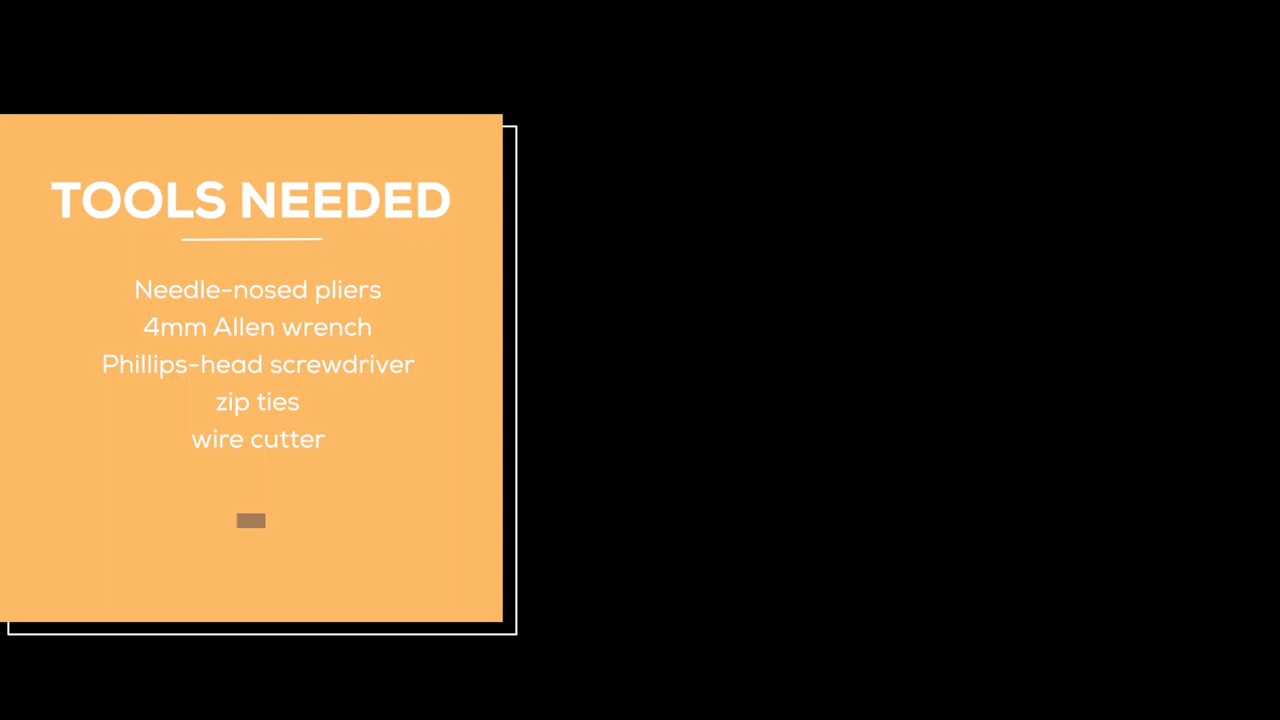 TOOLS NEEDED
Needle-nosed pliers
4mm Allen wrench
Phillips-head screwdriver
zip ties
wire cutter